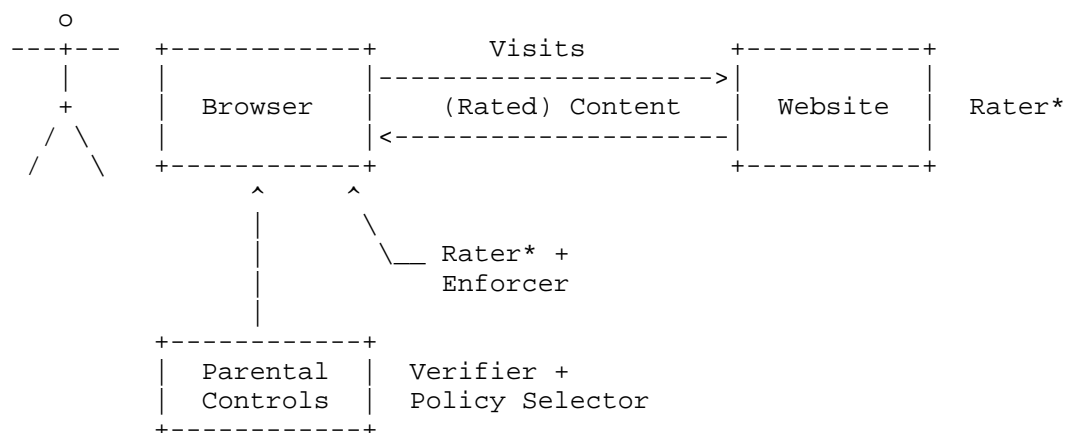 Visits
(Rated) Content
Browser
Website
Rater*
Rater* +
Enforcer
Parental
Controls
Verifier +
Policy Selector